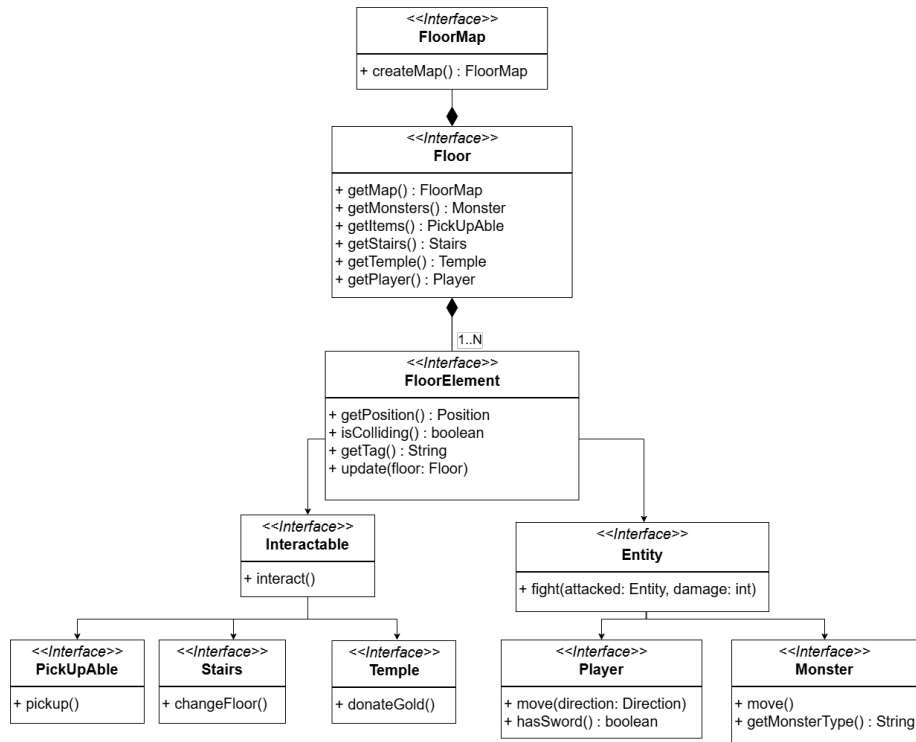 <<Interface>>
FloorMap
+ createMap() : FloorMap
<<Interface>>
Floor
+ getMap() : FloorMap
+ getMonsters() : Monster
+ getItems() : PickUpAble
+ getStairs() : Stairs
+ getTemple() : Temple
+ getPlayer() : Player
1..N
<<Interface>>
FloorElement
+ getPosition() : Position
+ isColliding() : boolean
+ getTag() : String
+ update(floor: Floor)
<<Interface>>
Interactable
+ interact()
<<Interface>>
Entity
+ fight(attacked: Entity, damage: int)
<<Interface>>
PickUpAble
+ pickup()
<<Interface>>
Stairs
+ changeFloor()
<<Interface>>
Temple
+ donateGold()
<<Interface>>
Player
+ move(direction: Direction)
+ hasSword() : boolean
<<Interface>>
Monster
+ move()
+ getMonsterType() : String